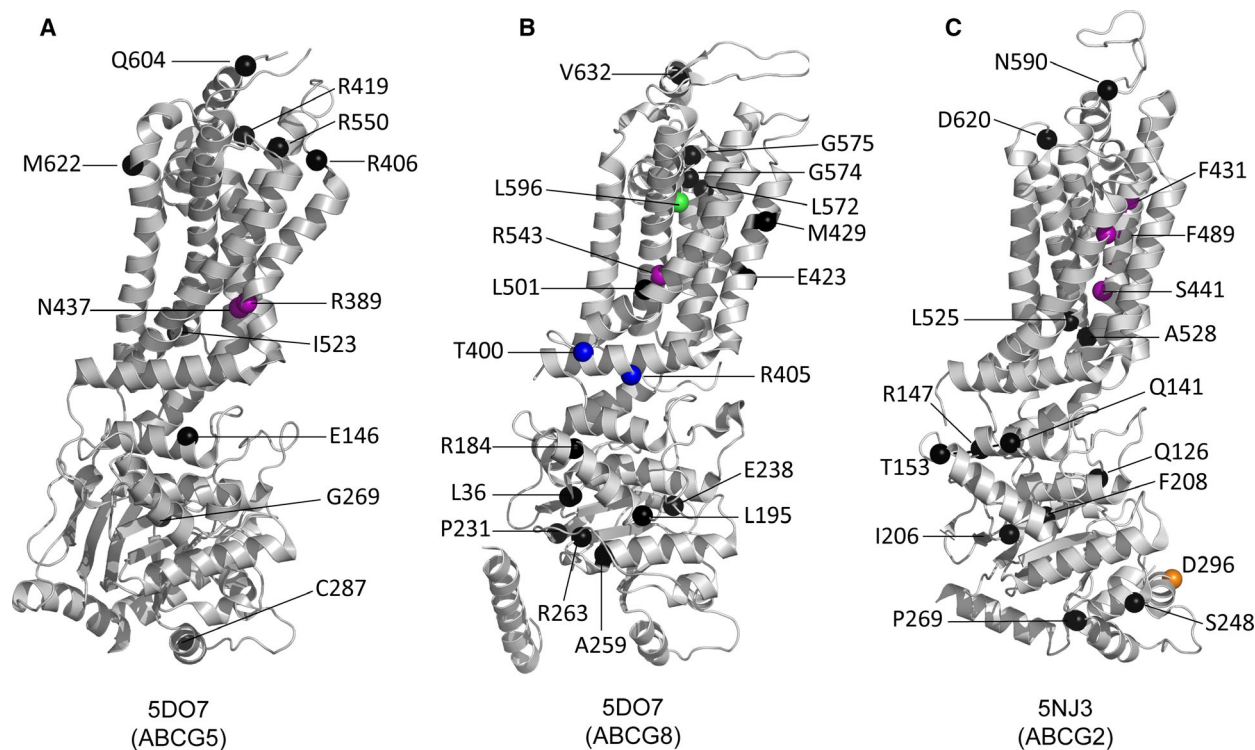 A
Q604
R419
R550
M622
R406
N437
R389
I523
E146
G269
C287
5DO7
(ABCG5)
B
V632
G575
G574
L596
L572
R543
M429
L501
E423
T400
R405
R184
E238
L36
L195
P231
R263
A259
5DO7
(ABCG8)
C
N590
D620
F431
F489
S441
L525
A528
R147
Q141
T153
Q126
F208
I206
D296
P269
S248
5NJ3
(ABCG2)